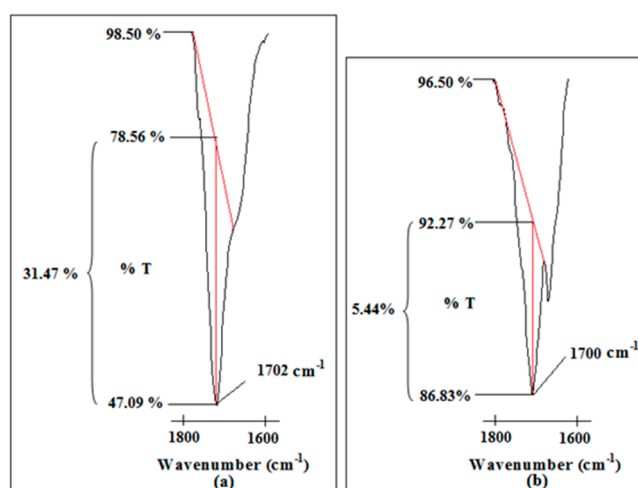 98.50 %
78.56 %
31.47 %
% T
1702 cm-1
47.09 %
1800
1600
Wavenumber (cm-1)
(a)
96.50 %
92.27 %
5.44%
% T
1700 cm-1
86.83%
1800
1600
Wavenumber (cm-1)
(b)